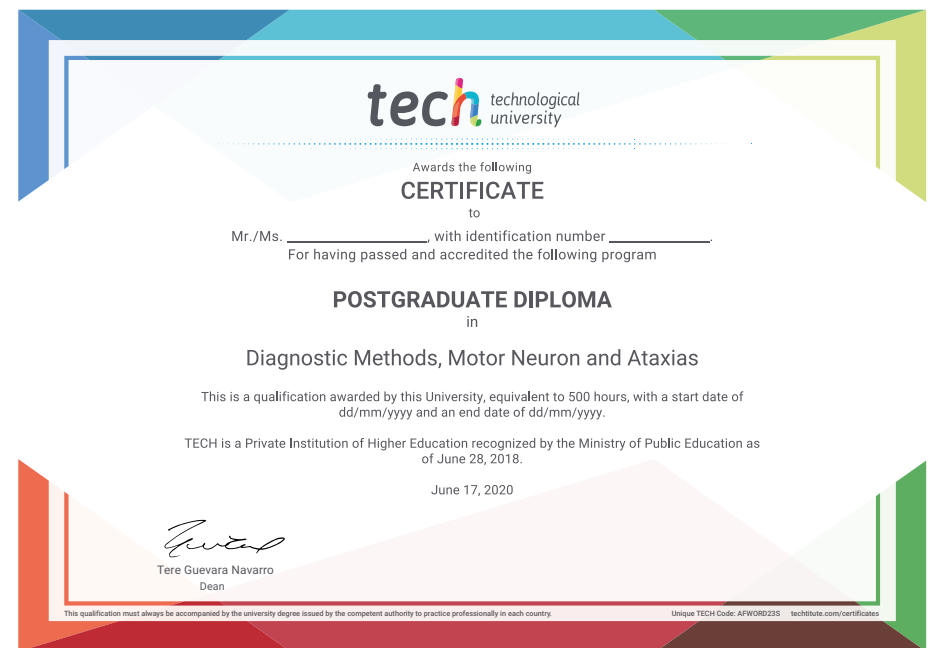 tech technological
university
Awards the following
CERTIFICATE
to
Mr./Ms. ____________________, with identification number ______________.
For having passed and accredited the following program
POSTGRADUATE DIPLOMA
in
Diagnostic Methods, Motor Neuron and Ataxias
This is a qualification awarded by this University, equivalent to 500 hours, with a start date of
dd/mm/yyyy and an end date of dd/mm/yyyy.
TECH is a Private Institution of Higher Education recognized by the Ministry of Public Education as
of June 28, 2018.
June 17, 2020
Tere Guevara Navarro
Dean
This qualification must always be accompanied by the university degree issued by the competent authority to practice professionally in each country. Unique TECH Code: AFWORD23S techtitute.com/certificates